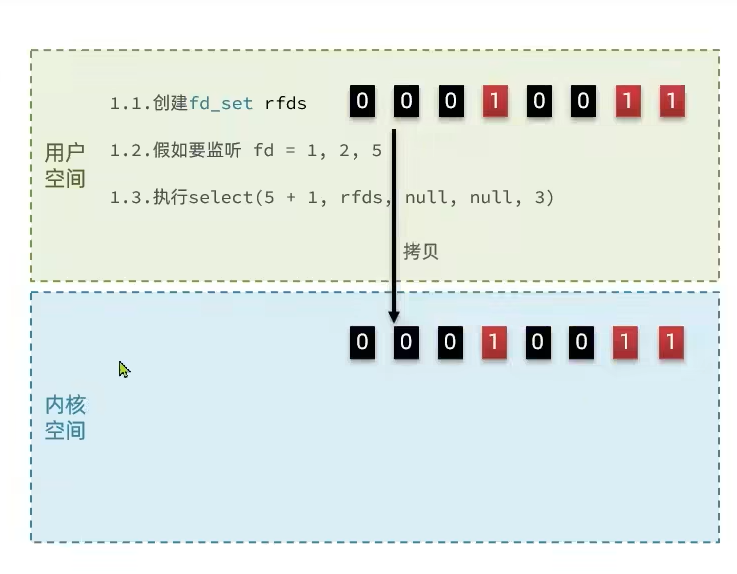 1.1.创建fd_set rfds
0 0 0 1 0 0 1 1
用户
空间
1.2.假如要监听 fd = 1, 2, 5
1.3.执行select(5 + 1, rfds, null, null, 3)
拷贝
0 0 0 1 0 0 1 1
内核
空间